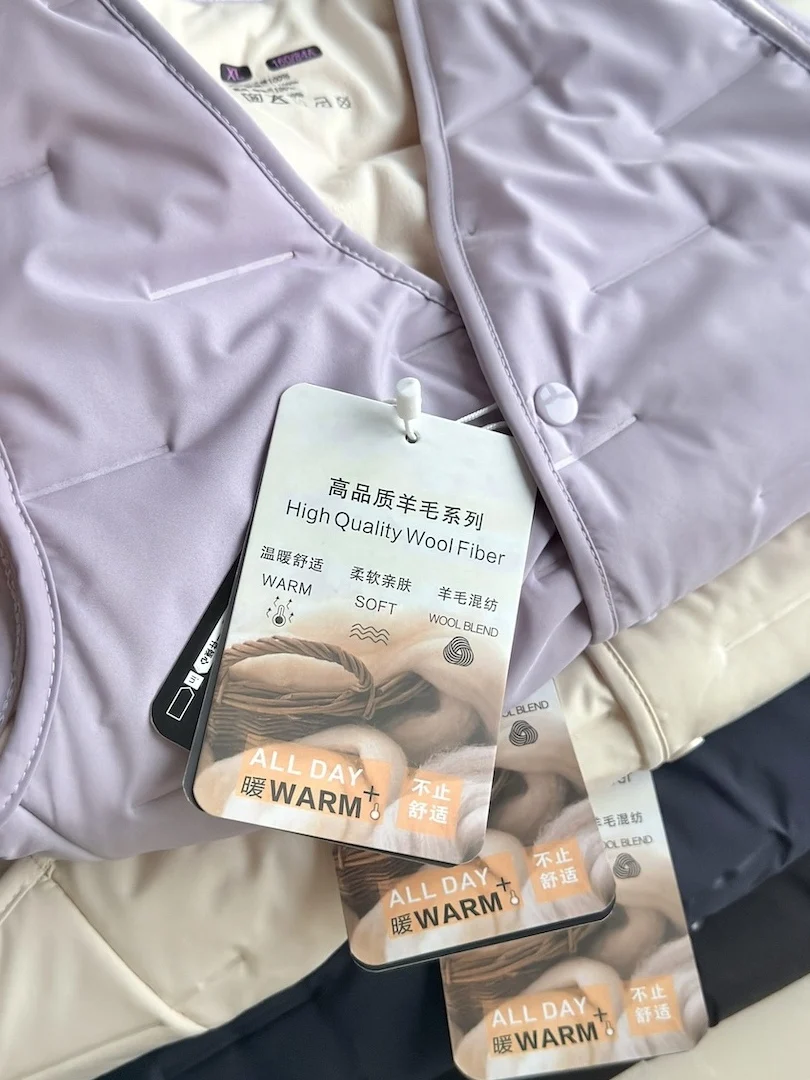 XL
高品质羊毛系列
High Quality Wool Fiber
温暖舒适
WARM
柔软亲肤
SOFT
羊毛混纺
WOOL BLEND
ALL DAY
暖WARM+
不止
舒适
BLEND
ALL DAY
暖WARM+
不止
舒适
毛混纺
BLEND
ALL DAY
暖WARM+
不止
舒适